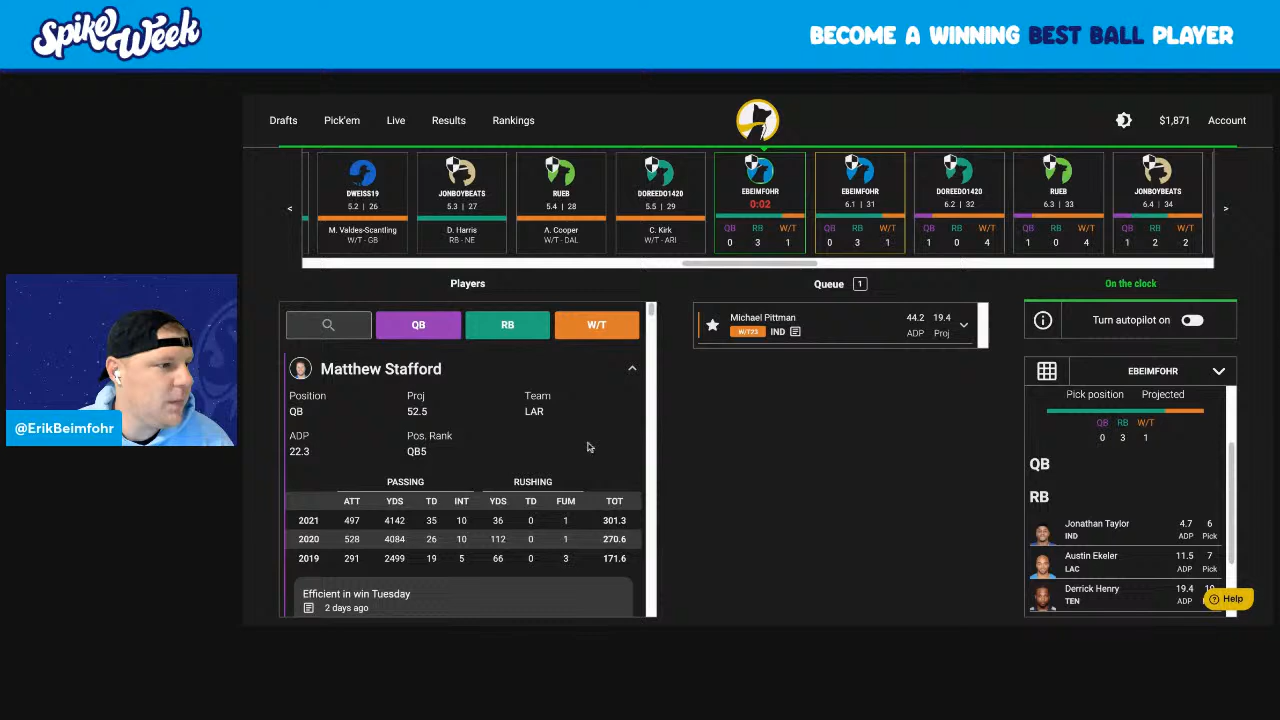 Spike Week
BECOME A WINNING BEST BALL PLAYER
Drafts Pick'em Live Results Rankings
$1,871 Account
<
DWEISS19
5.2 | 26
M. Valdes-Scantling
W/T - GB
JONBOYBEATS
5.3 | 27
D. Harris
RB - NE
RUEB
5.4 | 28
A. Cooper
W/T - DAL
DOREEDO1420
5.5 | 29
C. Kirk
W/T - ARI
EBEIMFOHR
0:02
QB RB W/T
0 3 1
EBEIMFOHR
6.1 | 31
QB RB W/T
0 3 1
DOREEDO1420
6.2 | 32
QB RB W/T
1 0 4
RUEB
6.3 | 33
QB RB W/T
1 0 4
JONBOYBEATS
6.4 | 34
QB RB W/T
1 2 2
>
Players
QB RB W/T
Matthew Stafford
Position Proj Team
QB 52.5 LAR
ADP Pos. Rank
22.3 QB5
PASSING RUSHING
ATT YDS TD INT YDS TD FUM TOT
2021 497 4142 35 10 36 0 1 301.3
2020 528 4084 26 10 112 0 1 270.6
2019 291 2499 19 5 66 0 3 171.6
Efficient in win Tuesday
2 days ago
Queue 1
Michael Pittman
W/T23 IND
44.2 19.4
ADP Proj
On the clock
Turn autopilot on
EBEIMFOHR
Pick position Projected
QB RB W/T
0 3 1
QB
RB
Jonathan Taylor 4.7 6
IND ADP Pick
Austin Ekeler 11.5 7
LAC ADP Pick
Derrick Henry 19.4
TEN ADP
Help
@ErikBeimfohr